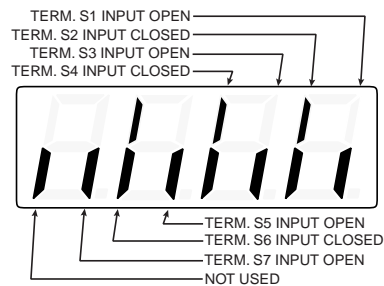 TERM. S1 INPUT OPEN
TERM. S2 INPUT CLOSED
TERM. S3 INPUT OPEN
TERM. S4 INPUT CLOSED
TERM. S5 INPUT OPEN
TERM. S6 INPUT CLOSED
TERM. S7 INPUT OPEN
NOT USED